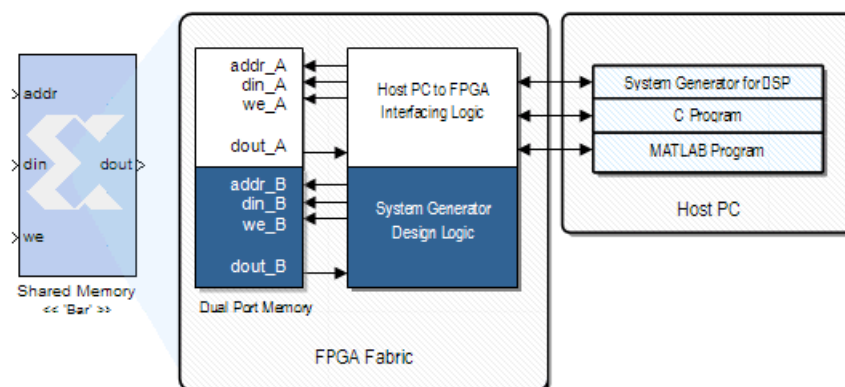 addr
din
dout
we
Shared Memory
<< 'Bar' >>
addr_A
din_A
we_A
dout_A
addr_B
din_B
we_B
dout_B
Dual Port Memory
Host PC to FPGA
Interfacing Logic
System Generator
Design Logic
FPGA Fabric
System Generator for SP
C Program
MATLAB Program
Host PC